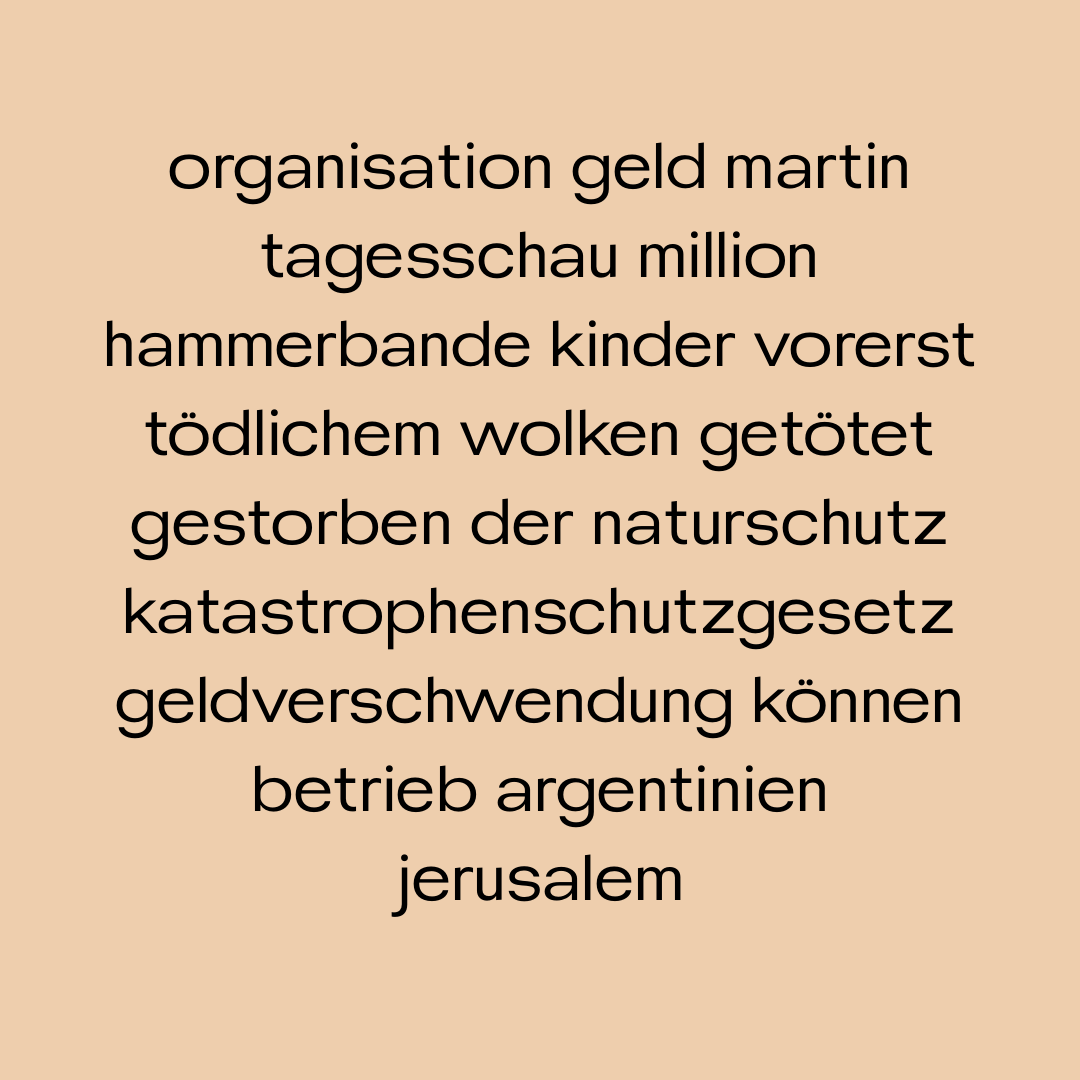 organisation geld martin
tagesschau million
hammerbande kinder vorerst
tödlichem wolken getötet
gestorben der naturschutz
katastrophenschutzgesetz
geldverschwendung können
betrieb argentinien
jerusalem